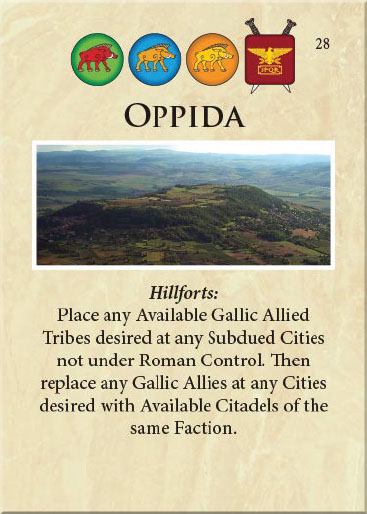 28
SPQR
OPPIDA
Hillforts:
Place any Available Gallic Allied
Tribes desired at any Subdued Cities
not under Roman Control. Then
replace any Gallic Allies at any Cities
desired with Available Citadels of the
same Faction.